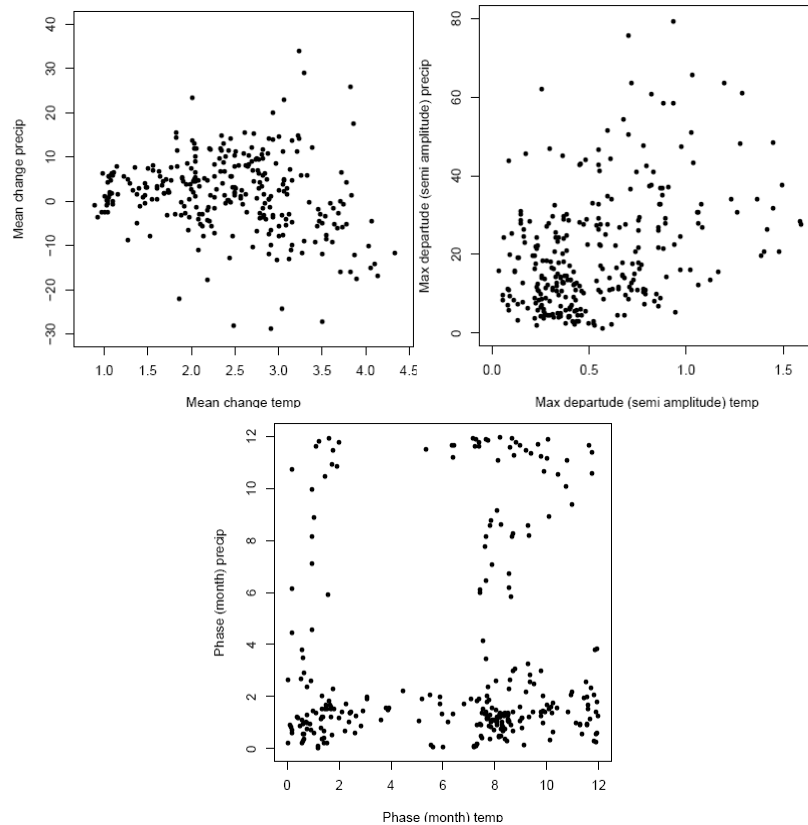 Mean change precip
−30 −20 −10 0 10 20 30 40
1.0 1.5 2.0 2.5 3.0 3.5 4.0 4.5
Mean change temp
Max departude (semi amplitude) precip
0 20 40 60 80
0.0 0.5 1.0 1.5
Max departude (semi amplitude) temp
Phase (month) precip
0 2 4 6 8 10 12
0 2 4 6 8 10 12
Phase (month) temp